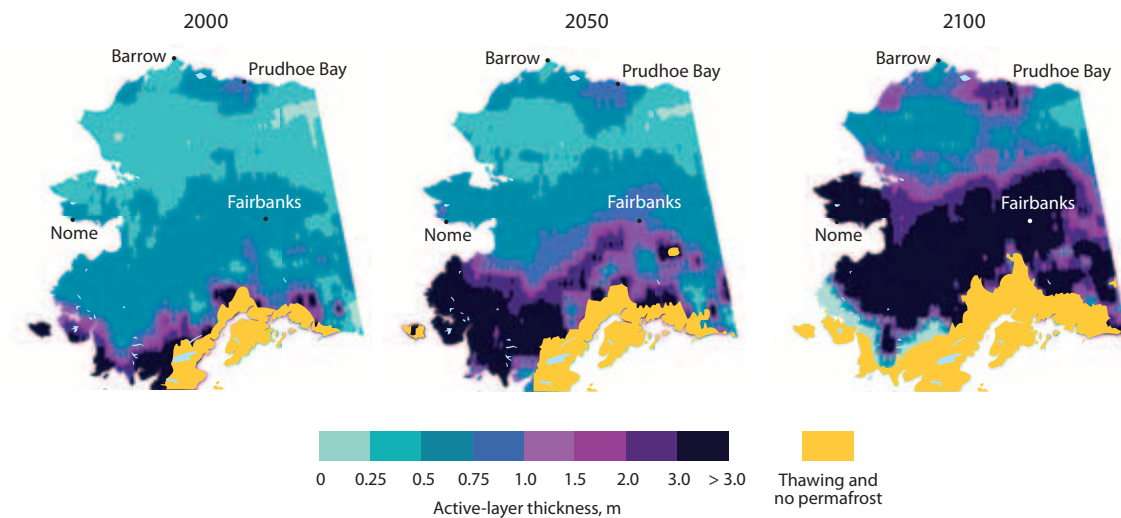 2000
2050
2100
Barrow
Prudhoe Bay
Fairbanks
Nome
Barrow
Prudhoe Bay
Fairbanks
Nome
Barrow
Prudhoe Bay
Fairbanks
Nome
0 0.25 0.5 0.75 1.0 1.5 2.0 3.0 > 3.0
Active-layer thickness, m
Thawing and
no permafrost